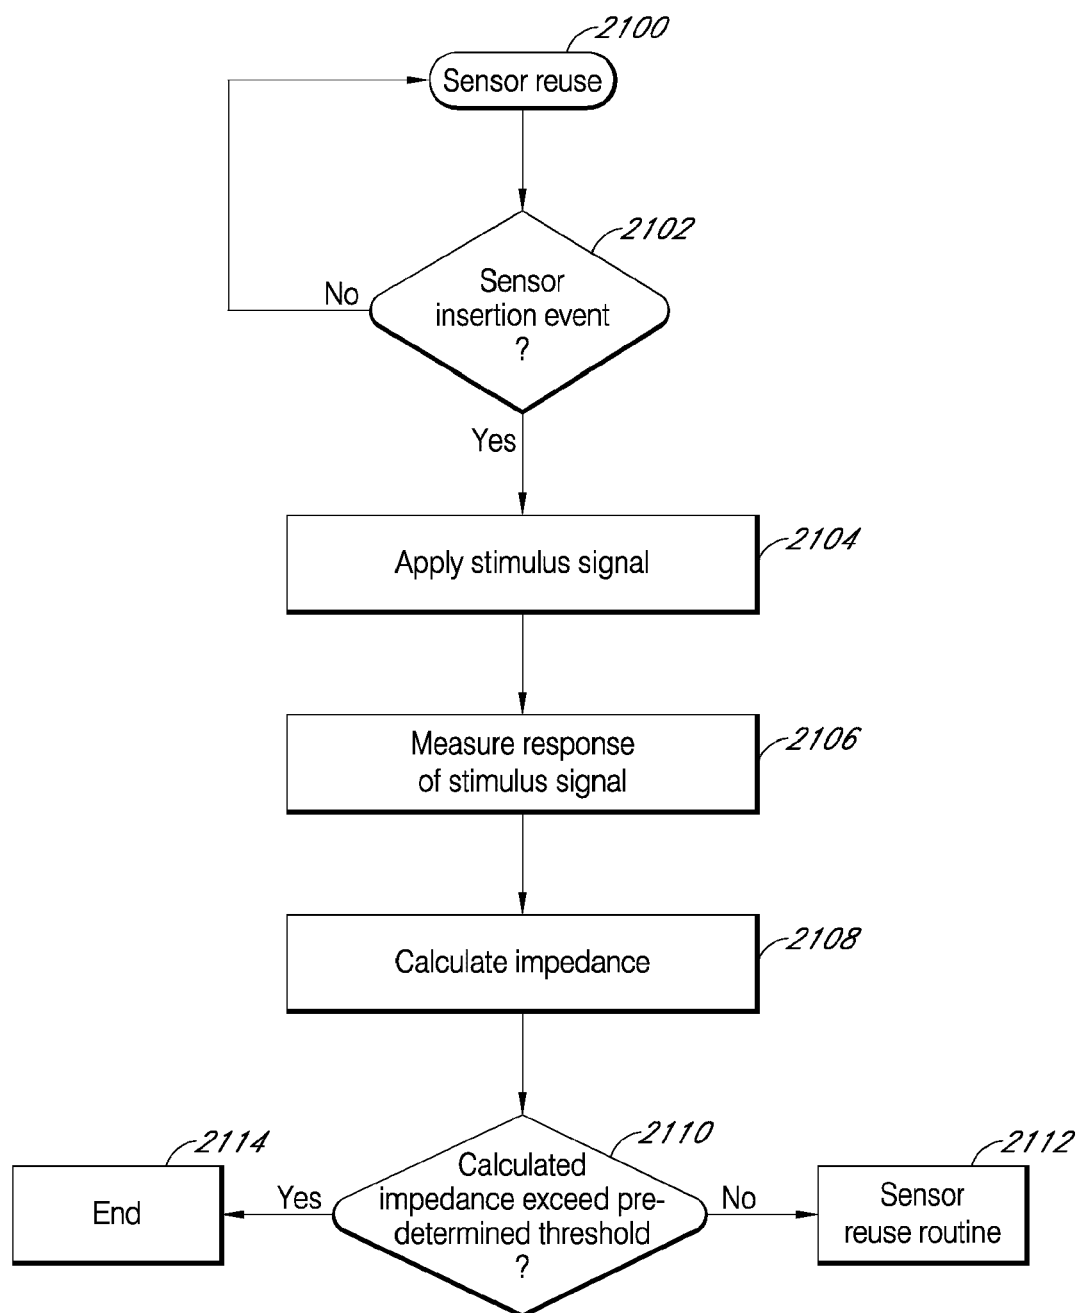 2100
Sensor reuse
2102
Sensor
insertion event
?
No
Yes
2104
Apply stimulus signal
2106
Measure response
of stimulus signal
2108
Calculate impedance
2110
Calculated
impedance exceed pre-
determined threshold
?
Yes
2114
End
No
2112
Sensor
reuse routine